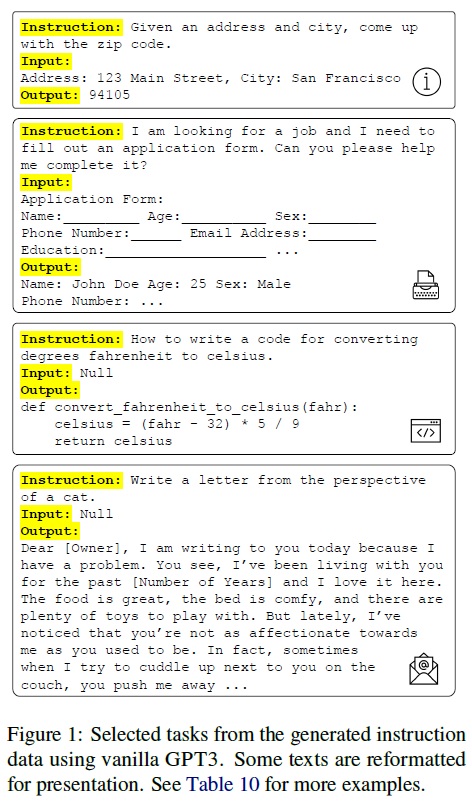 Instruction: Given an address and city, come up
with the zip code.
Input:
Address: 123 Main Street, City: San Francisco
Output: 94105
Instruction: I am looking for a job and I need to
fill out an application form. Can you please help
me complete it?
Input:
Application Form:
Name:__________ Age:__________ Sex:________
Phone Number:______ Email Address:________
Education:___________________ ...
Output:
Name: John Doe Age: 25 Sex: Male
Phone Number: ...
Instruction: How to write a code for converting
degrees fahrenheit to celsius.
Input: Null
Output:
def convert_fahrenheit_to_celsius(fahr):
    celsius = (fahr - 32) * 5 / 9
    return celsius
</>
Instruction: Write a letter from the perspective
of a cat.
Input: Null
Output:
Dear [Owner], I am writing to you today because I
have a problem. You see, I've been living with you
for the past [Number of Years] and I love it here.
The food is great, the bed is comfy, and there are
plenty of toys to play with. But lately, I've
noticed that you're not as affectionate towards
me as you used to be. In fact, sometimes
when I try to cuddle up next to you on the
couch, you push me away ...
Figure 1: Selected tasks from the generated instruction
data using vanilla GPT3. Some texts are reformatted
for presentation. See Table 10 for more examples.